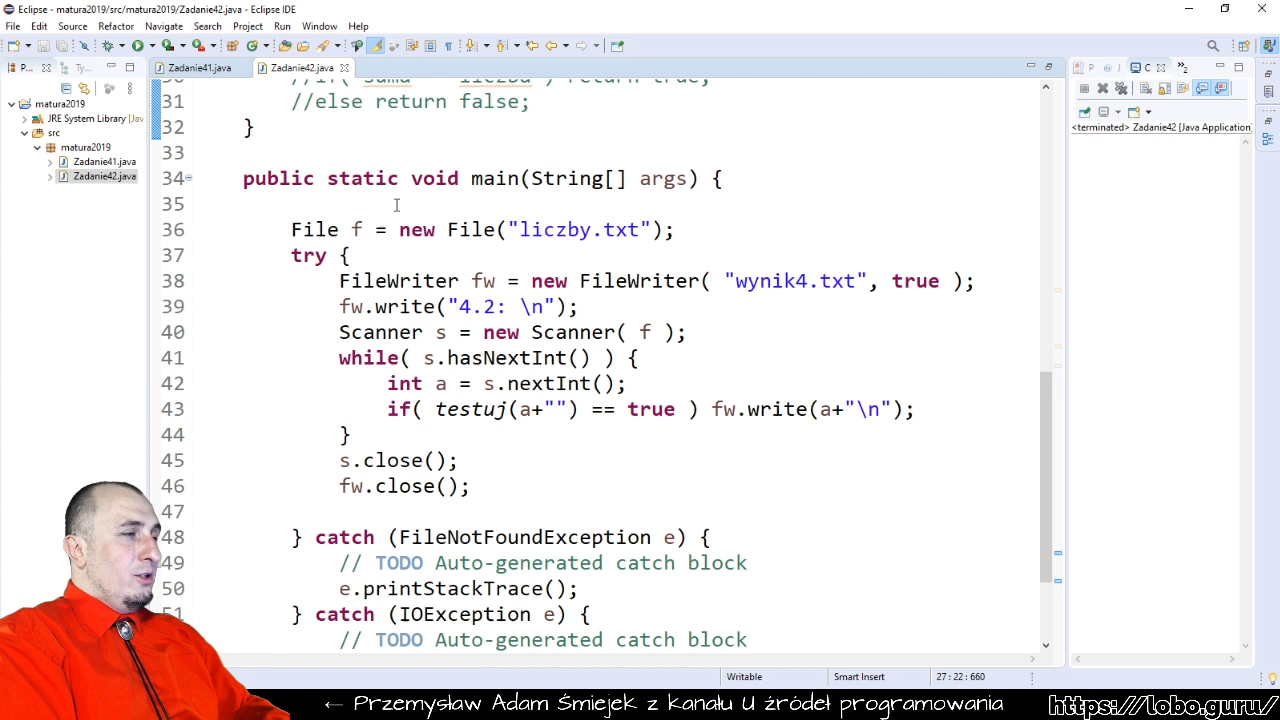 Eclipse - matura2019/src/matura2019/Zadanie42.java - Eclipse IDE
File Edit Source Refactor Navigate Search Project Run Window Help
P... Ty... Zadanie41.java Zadanie42.java P @ J C »2
matura2019
JRE System Library [Jav
src
matura2019
Zadanie41.java
Zadanie42.java
<terminated> Zadanie42 [Java Application]
31 //else return false;
32 }
33
34 public static void main(String[] args) {
35
36 File f = new File("liczby.txt");
37 try {
38 FileWriter fw = new FileWriter( "wynik4.txt", true );
39 fw.write("4.2: \n");
40 Scanner s = new Scanner( f );
41 while( s.hasNextInt() ) {
42 int a = s.nextInt();
43 if( testuj(a+"") == true ) fw.write(a+"\n");
44 }
45 s.close();
46 fw.close();
47
48 } catch (FileNotFoundException e) {
49 // TODO Auto-generated catch block
50 e.printStackTrace();
51 } catch (IOException e) {
// TODO Auto-generated catch block
Writable Smart Insert 27 : 22 : 660
← Przemysław Adam Śmiejek z kanału U źródeł programowania https://lobo.guru/